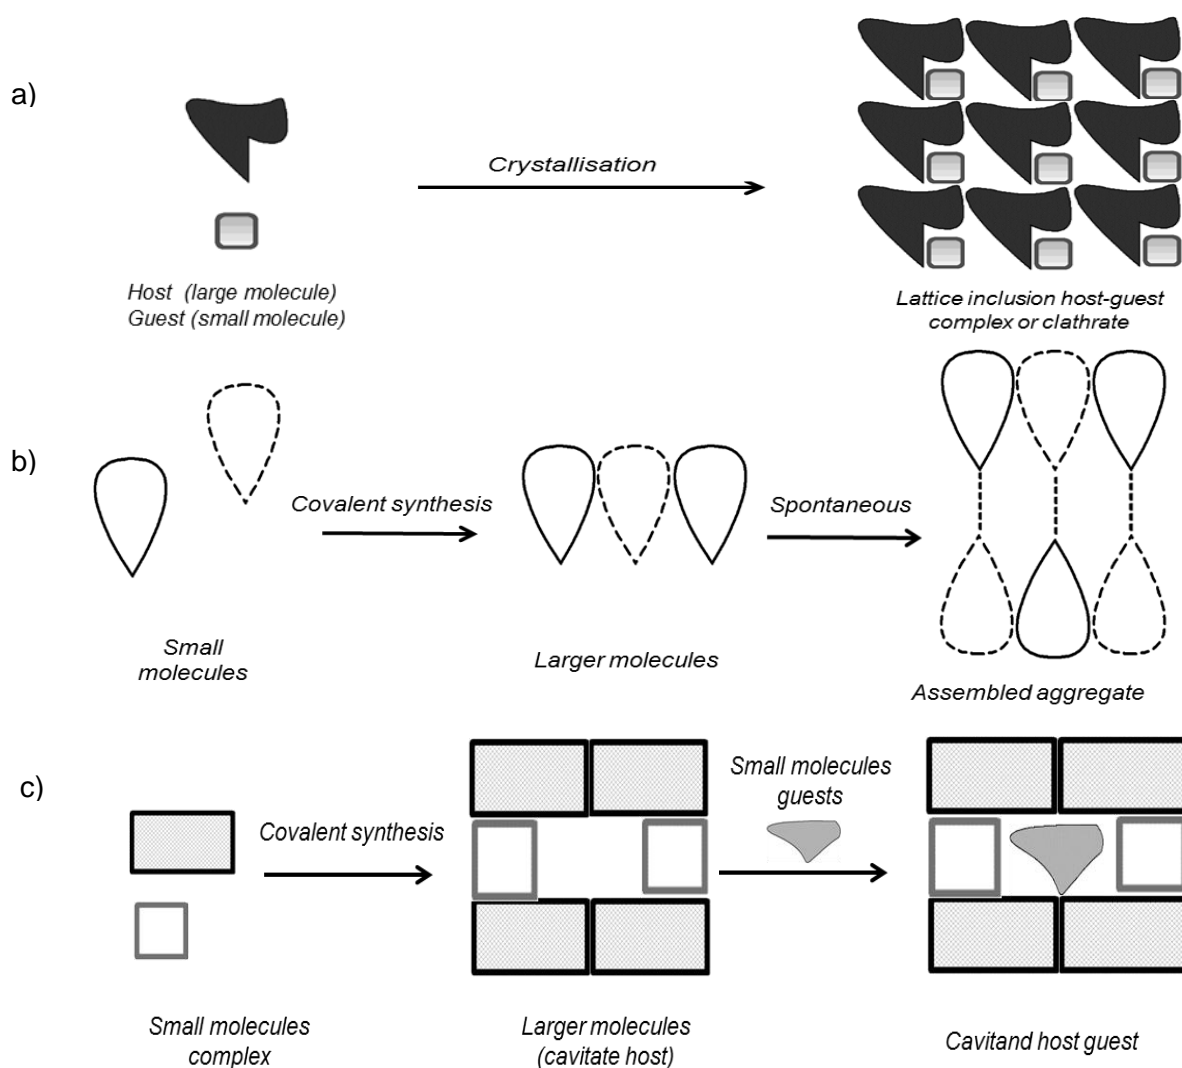 a)
Crystallisation
Host (large molecule)
Guest (small molecule)
Lattice inclusion host-guest
complex or clathrate
b)
Covalent synthesis
Spontaneous
Small
molecules
Larger molecules
Assembled aggregate
c)
Covalent synthesis
Small molecules
guests
Small molecules
complex
Larger molecules
(cavitate host)
Cavitand host guest